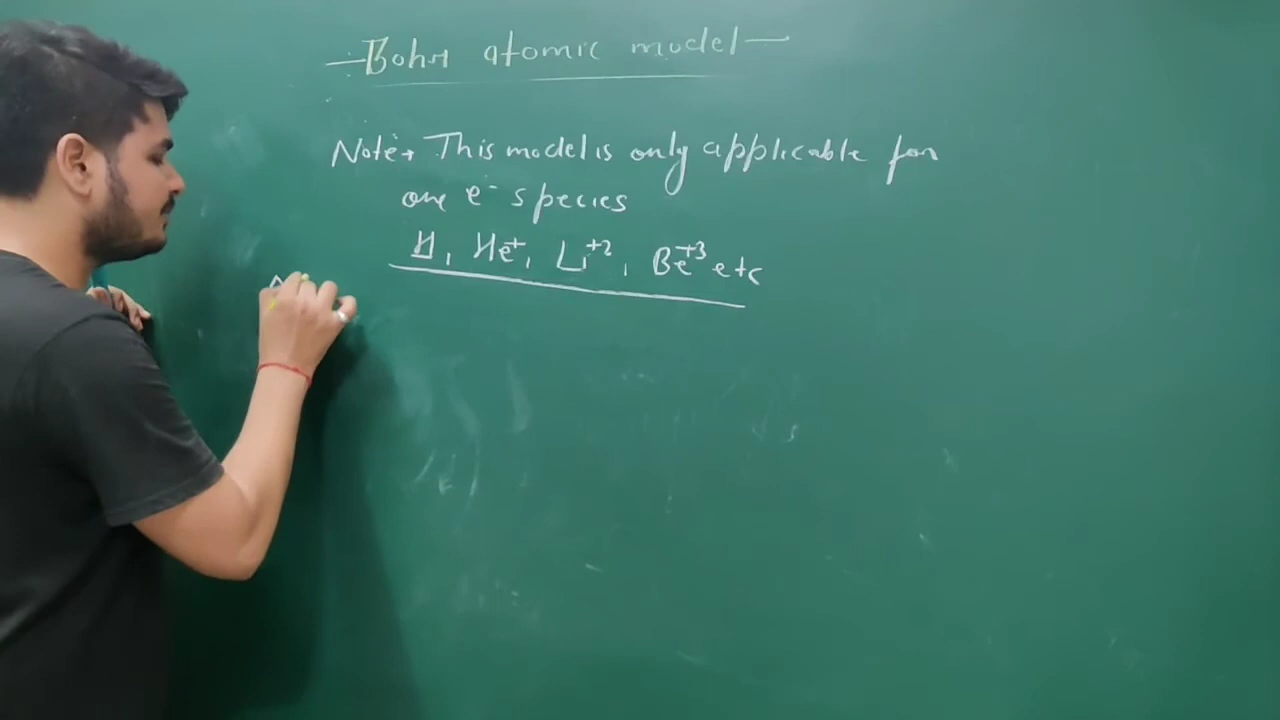 Bohr atomic model
Note → This model is only applicable for
one e⁻ species
H, He⁺, Li⁺², Be⁺³ etc